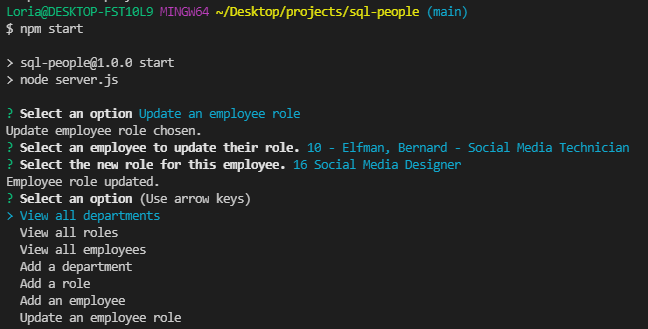 Loria@DESKTOP-FST10L9 MINGW64 ~/Desktop/projects/sql-people (main)
$ npm start
> sql-people@1.0.0 start
> node server.js
? Select an option Update an employee role
Update employee role chosen.
? Select an employee to update their role. 10 - Elfman, Bernard - Social Media Technician
? Select the new role for this employee. 16 Social Media Designer
Employee role updated.
? Select an option (Use arrow keys)
> View all departments
View all roles
View all employees
Add a department
Add a role
Add an employee
Update an employee role